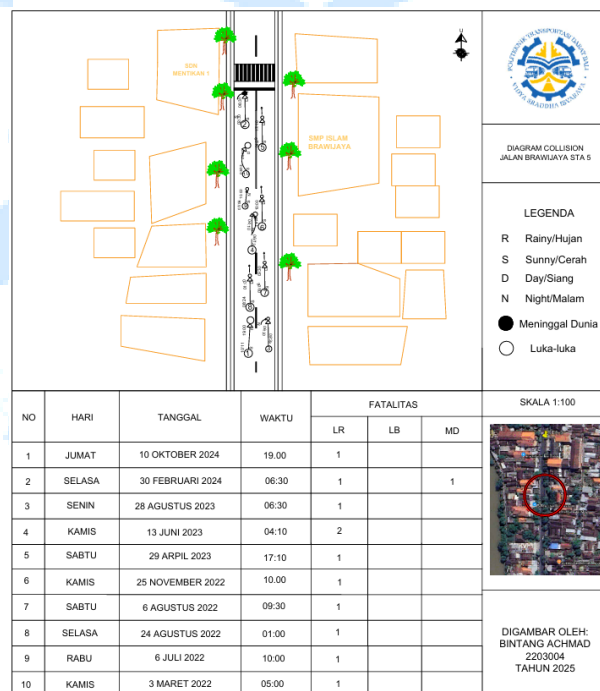 SDN
MENTIKAN 1
SMP ISLAM
BRAWIJAYA
POLITEKNIK TRANSPORTASI DARAT BALI
DIAGRAM COLLISION
JALAN BRAWIJAYA STA 5
LEGENDA
R Rainy/Hujan
S Sunny/Cerah
D Day/Siang
N Night/Malam
Meninggal Dunia
Luka-luka
SKALA 1:100
NO HARI TANGGAL WAKTU FATALITAS
LR LB MD
1 JUMAT 10 OKTOBER 2024 19.00 1
2 SELASA 30 FEBRUARI 2024 06:30 1 1
3 SENIN 28 AGUSTUS 2023 06:30 1
4 KAMIS 13 JUNI 2023 04:10 2
5 SABTU 29 ARPIL 2023 17:10 1
6 KAMIS 25 NOVEMBER 2022 10.00 1
7 SABTU 6 AGUSTUS 2022 09:30 1
8 SELASA 24 AGUSTUS 2022 01:00 1
9 RABU 6 JULI 2022 10:00 1
10 KAMIS 3 MARET 2022 05:00 1
DIGAMBAR OLEH:
BINTANG ACHMAD
2203004
TAHUN 2025